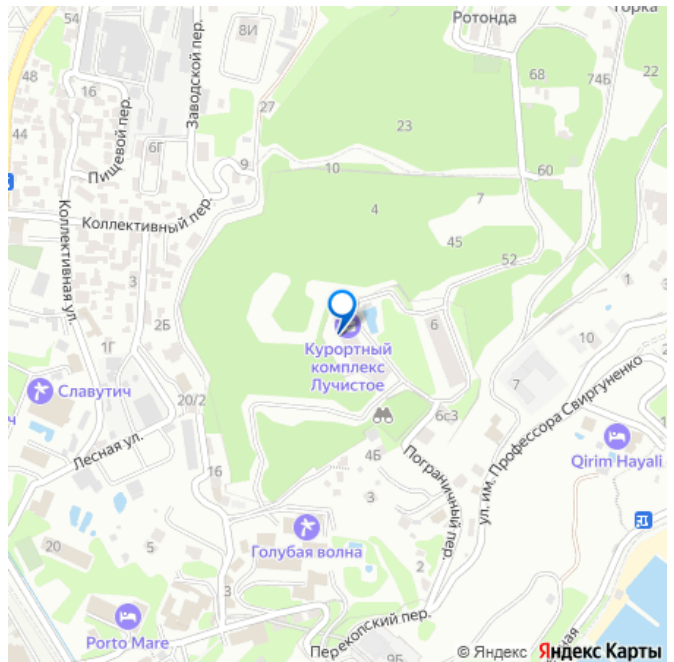 Ротонда
Горка
54
8И
Заводской пер.
68
74Б
22
48
16
27
23
44
Пищевой пер.
6Г
9
10
60
Коллективный пер.
4
7
45
Коллективная ул.
3
52
1
2Б
6
10
1Г
Курортный
комплекс
Лучистое
Славутич
20/2
6с3
7
Лесная ул.
16
4Б
Пограничный пер.
ул. им. Профессора Свиргуненко
Qirim Hayali
3
Голубая волна
20
5
3
2
Porto Mare
Перекопский пер.
9Б
ная
© Яндекс Яндекс Карты